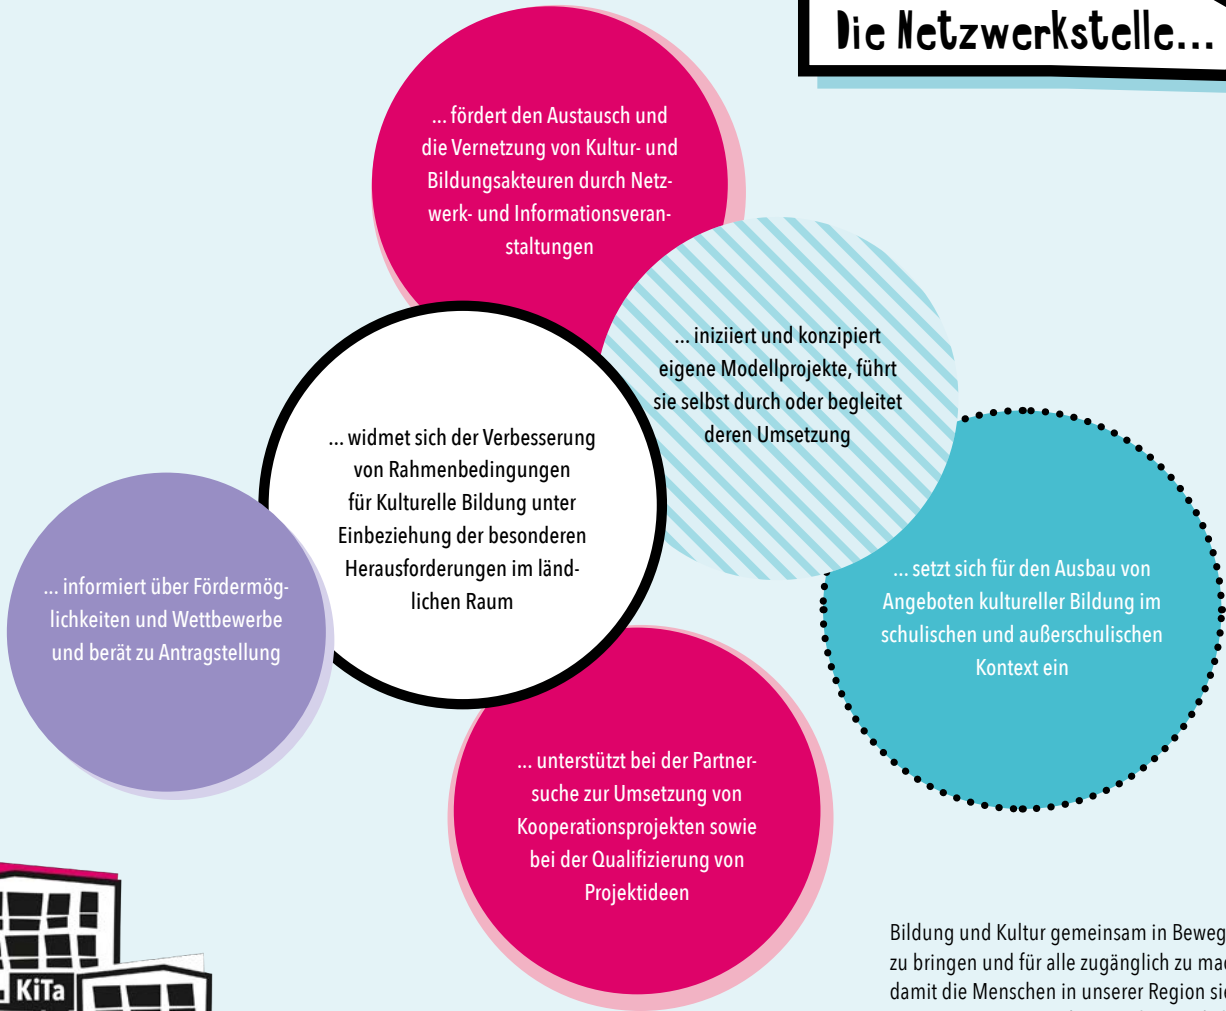 Die Netzwerkstelle...
... fördert den Austausch und
die Vernetzung von Kultur- und
Bildungsakteuren durch Netz-
werk- und Informationsveran-
staltungen
... iniziiert und konzipiert
eigene Modellprojekte, führt
sie selbst durch oder begleitet
deren Umsetzung
... widmet sich der Verbesserung
von Rahmenbedingungen
für Kulturelle Bildung unter
Einbeziehung der besonderen
Herausforderungen im länd-
lichen Raum
... setzt sich für den Ausbau von
Angeboten kultureller Bildung im
schulischen und außerschulischen
Kontext ein
... informiert über Fördermög-
lichkeiten und Wettbewerbe
und berät zu Antragstellung
... unterstützt bei der Partner-
suche zur Umsetzung von
Kooperationsprojekten sowie
bei der Qualifizierung von
Projektideen
KiTa
Bildung und Kultur gemeinsam in Beweg
zu bringen und für alle zugänglich zu mac
damit die Menschen in unserer Region sic